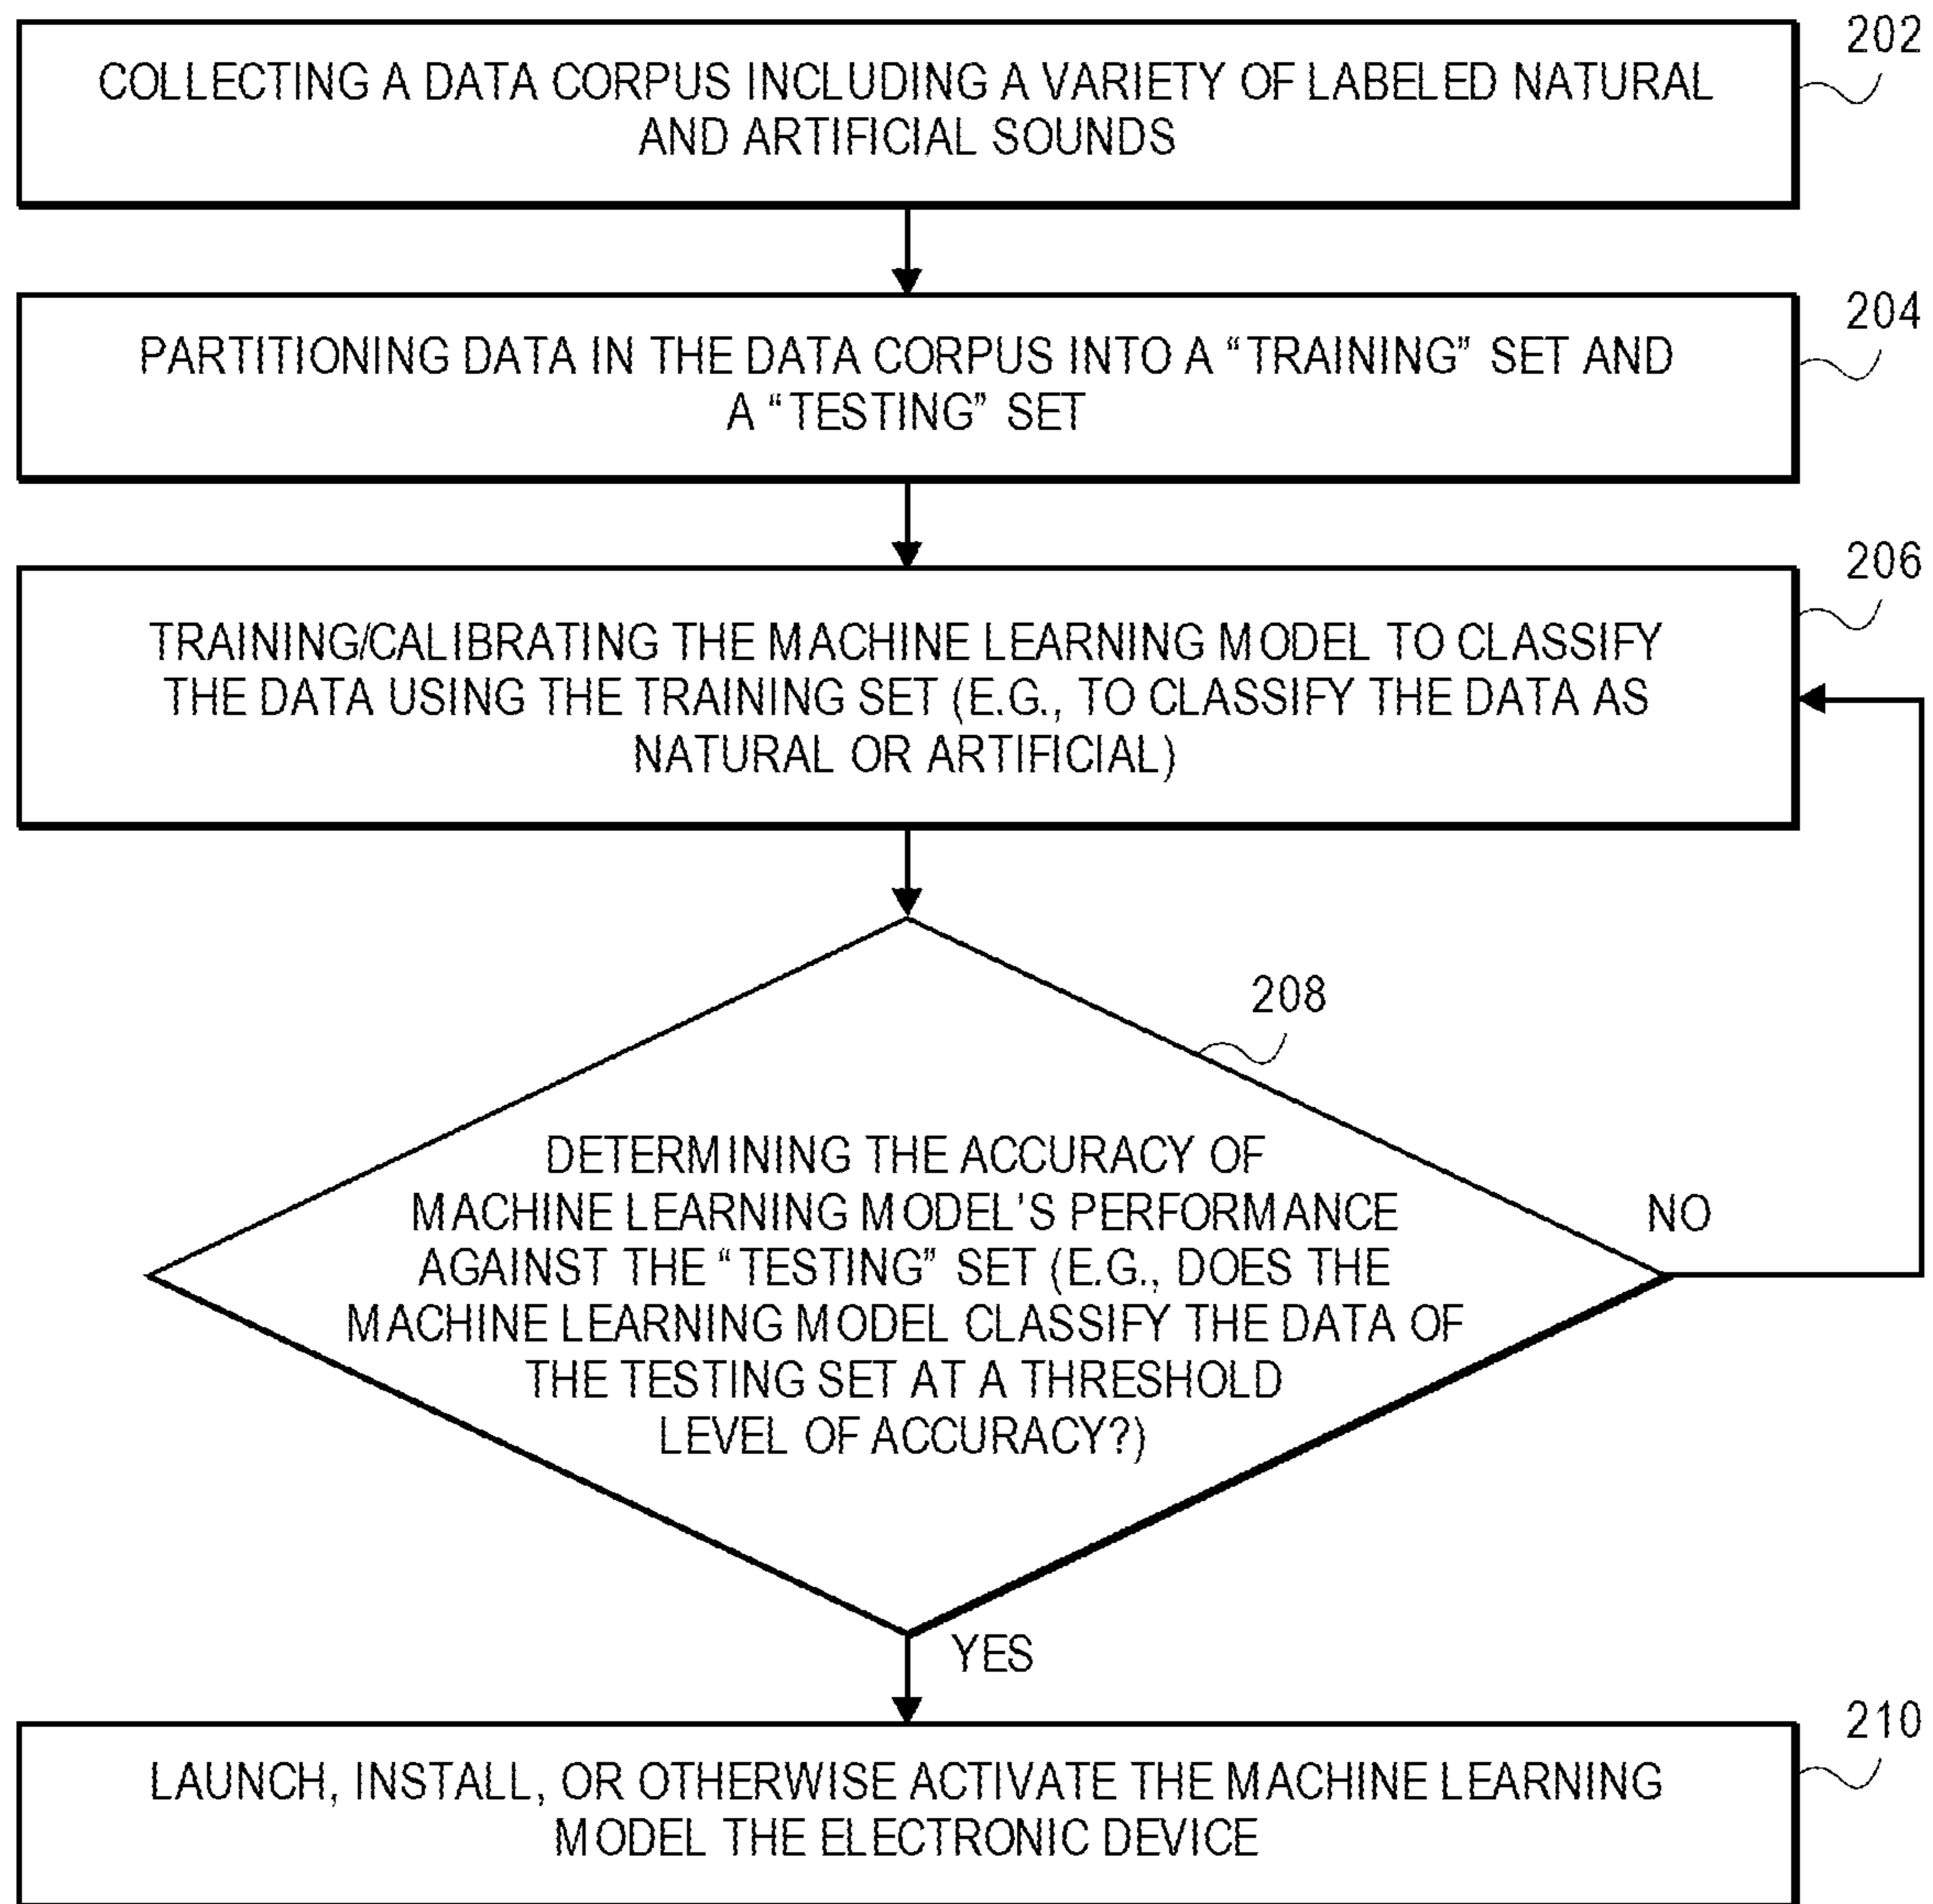 202
COLLECTING A DATA CORPUS INCLUDING A VARIETY OF LABELED NATURAL
AND ARTIFICIAL SOUNDS
204
PARTITIONING DATA IN THE DATA CORPUS INTO A “TRAINING” SET AND
A “TESTING” SET
206
TRAINING/CALIBRATING THE MACHINE LEARNING MODEL TO CLASSIFY
THE DATA USING THE TRAINING SET (E.G., TO CLASSIFY THE DATA AS
NATURAL OR ARTIFICIAL)
208
DETERMINING THE ACCURACY OF
MACHINE LEARNING MODEL'S PERFORMANCE
AGAINST THE “TESTING” SET (E.G., DOES THE
MACHINE LEARNING MODEL CLASSIFY THE DATA OF
THE TESTING SET AT A THRESHOLD
LEVEL OF ACCURACY?)
NO
YES
210
LAUNCH, INSTALL, OR OTHERWISE ACTIVATE THE MACHINE LEARNING
MODEL THE ELECTRONIC DEVICE